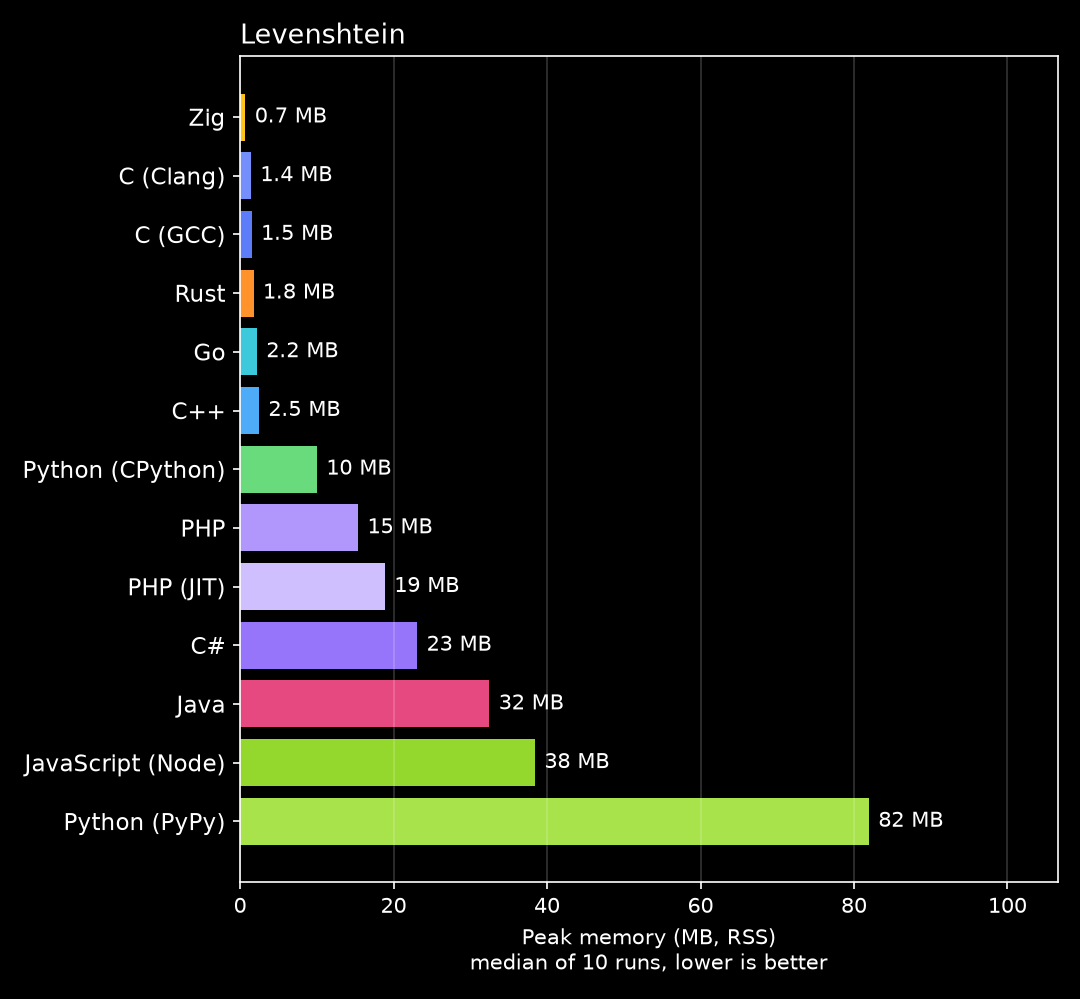 Levenshtein
Zig 0.7 MB
C (Clang) 1.4 MB
C (GCC) 1.5 MB
Rust 1.8 MB
Go 2.2 MB
C++ 2.5 MB
Python (CPython) 10 MB
PHP 15 MB
PHP (JIT) 19 MB
C# 23 MB
Java 32 MB
JavaScript (Node) 38 MB
Python (PyPy) 82 MB
0 20 40 60 80 100
Peak memory (MB, RSS)
median of 10 runs, lower is better